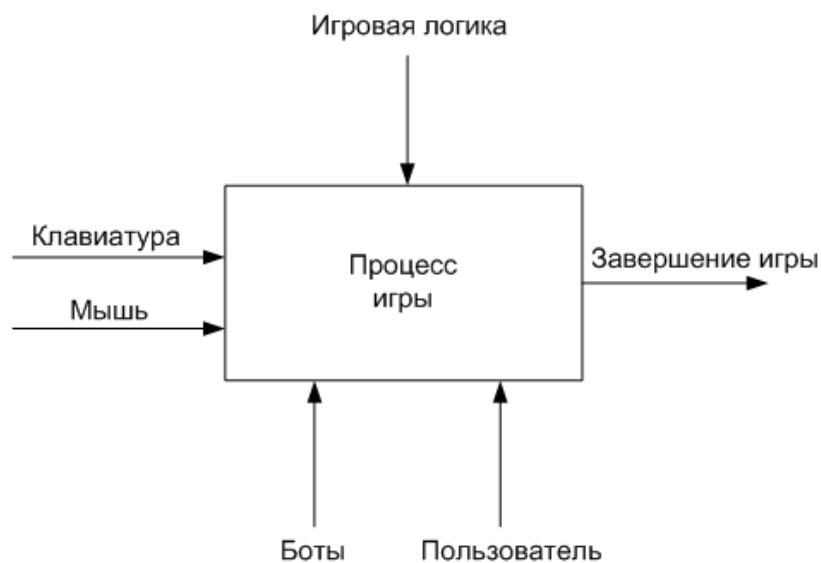 Игровая логика
Клавиатура
Мышь
Процесс
игры
Завершение игры
Боты
Пользователь